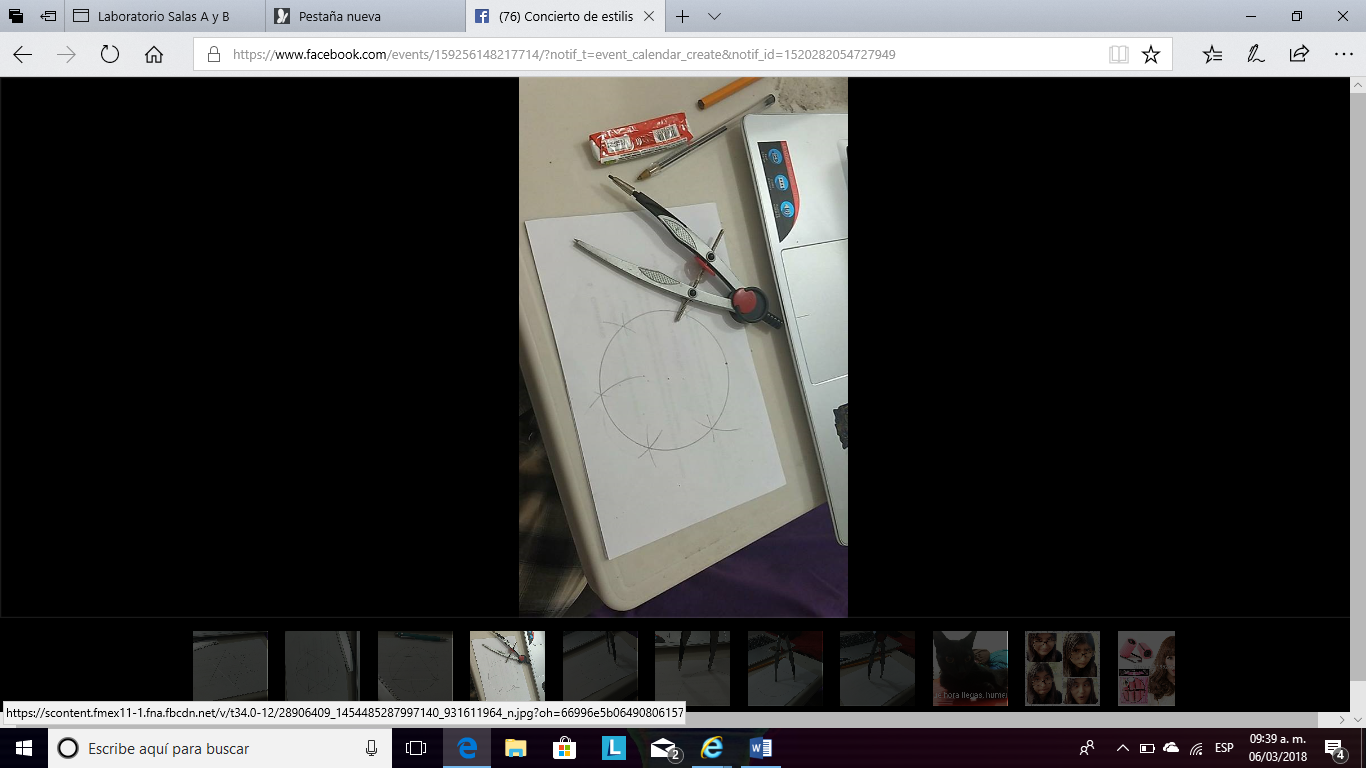 Laboratorio Salas A y B
Pestaña nueva
(76) Concierto de estilis
https://www.facebook.com/events/159256148217714/?notif_t=event_calendar_create&notif_id=1520282054727949
https://scontent.fmex11-1.fna.fbcdn.net/v/t34.0-12/28906409_1454485287997140_931611964_n.jpg?oh=66996e5b06490806157
Escribe aquí para buscar
L
2
ESP
09:39 a. m.
06/03/2018
4